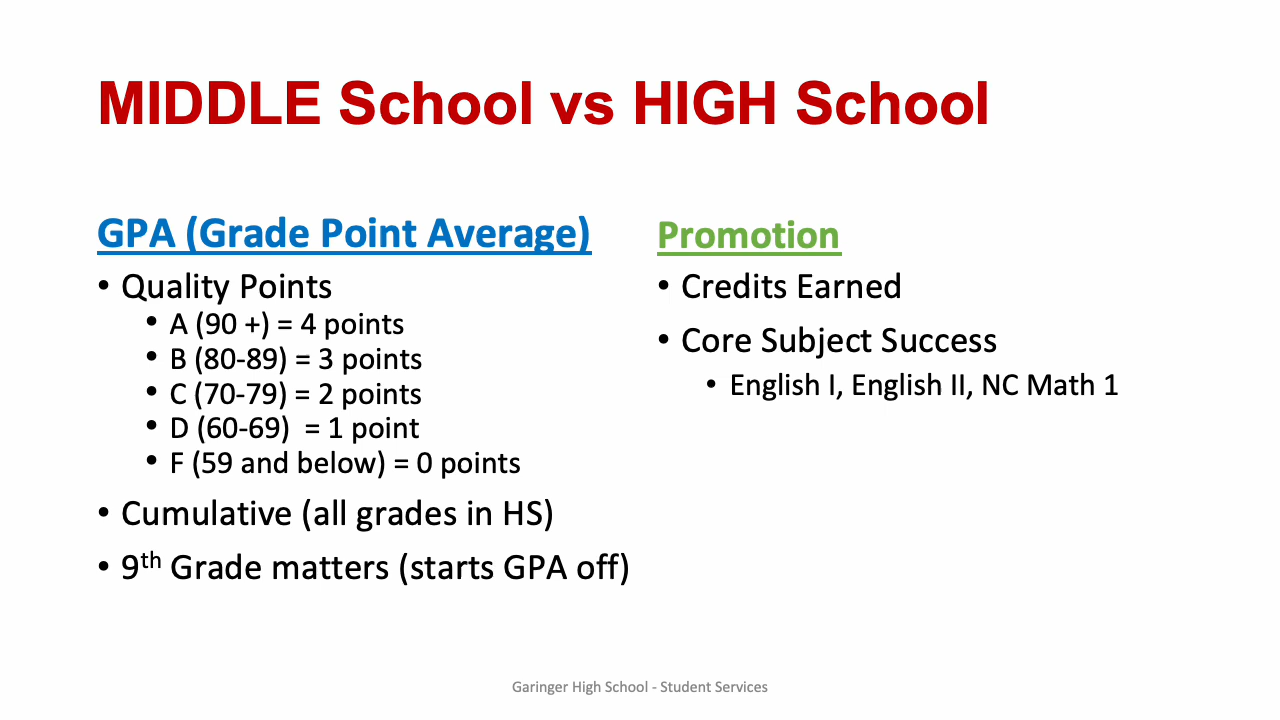 MIDDLE School vs HIGH School
GPA (Grade Point Average)
• Quality Points
• A (90 +) = 4 points
• B (80-89) = 3 points
• C (70-79) = 2 points
• D (60-69)  = 1 point
• F (59 and below) = 0 points
• Cumulative (all grades in HS)
• 9th Grade matters (starts GPA off)
Promotion
• Credits Earned
• Core Subject Success
• English I, English II, NC Math 1
Garinger High School - Student Services